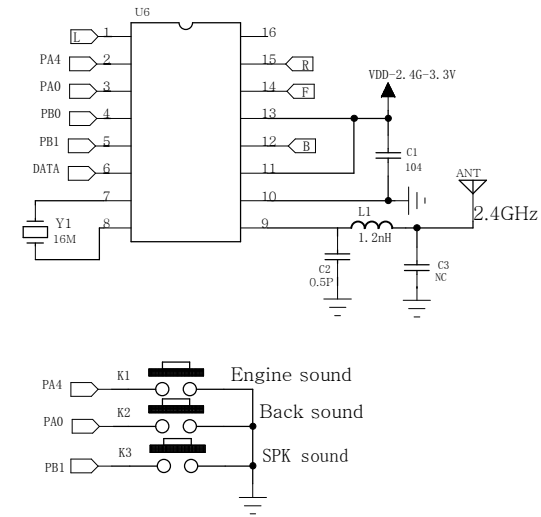 U6
L 1 16
PA4 2 15 R
VDD-2.4G-3.3V
PA0 3 14 F
PB0 4 13
PB1 5 12 B
C1
104
DATA 6 11
ANT
7 10
Y1
16M
8 9
L1
1.2nH
2.4GHz
C2
0.5P
C3
NC
PA4 K1 Engine sound
PA0 K2 Back sound
PB1 K3 SPK sound